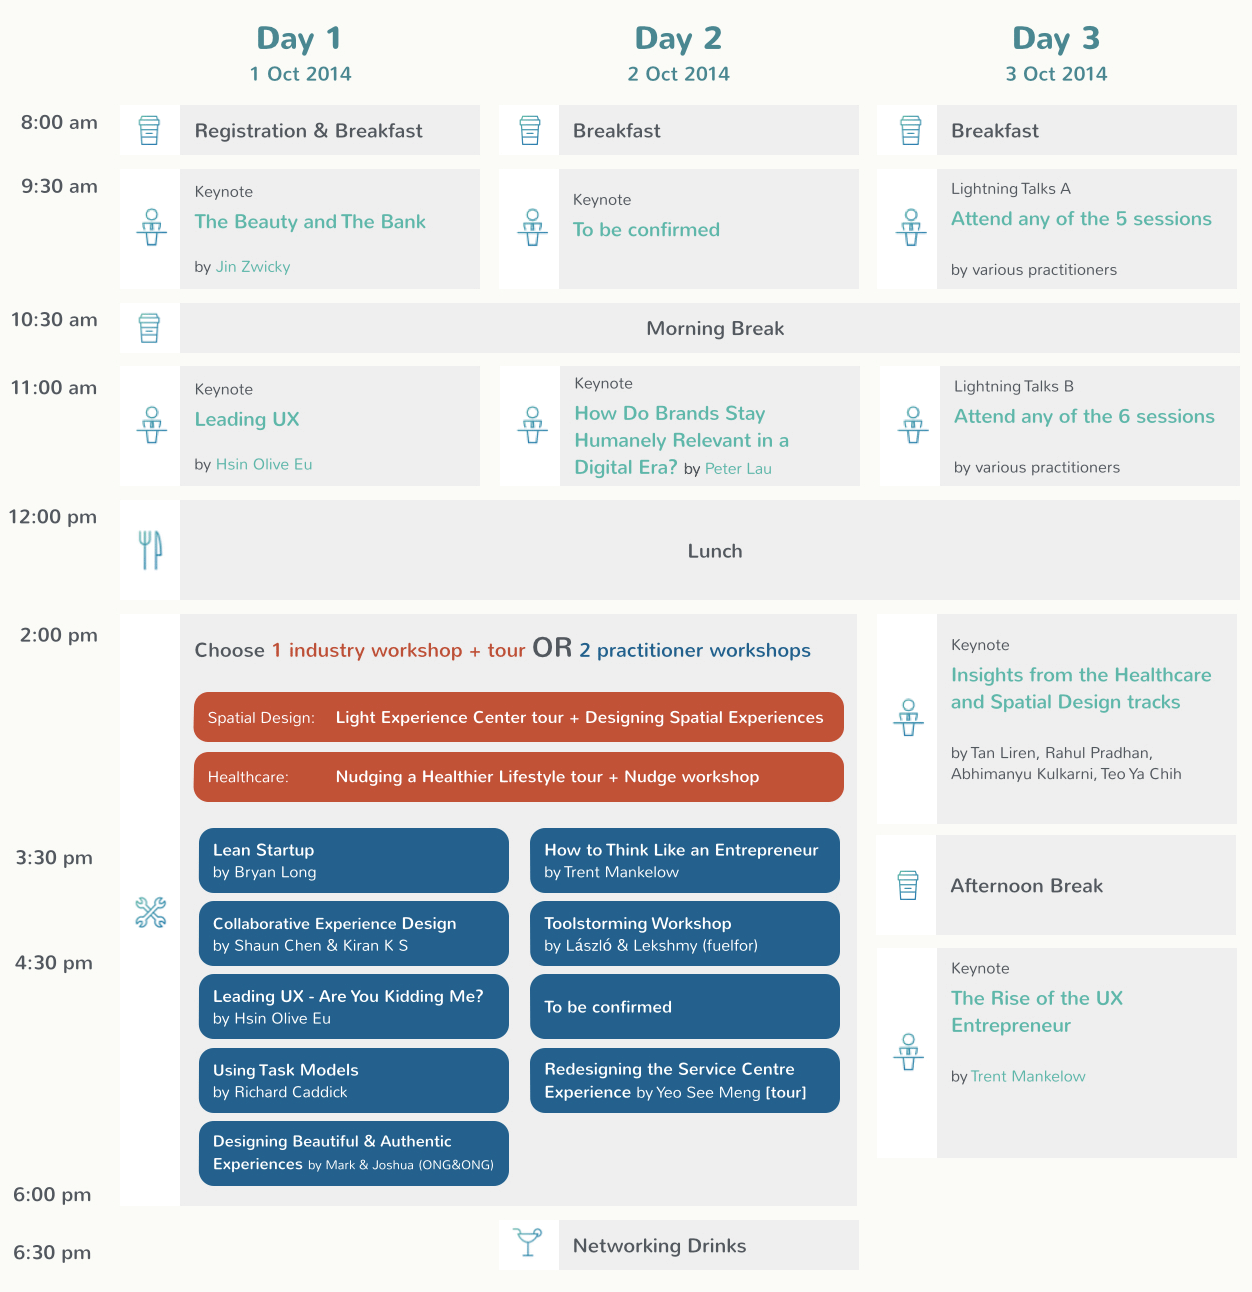 Day 1
1 Oct 2014
Day 2
2 Oct 2014
Day 3
3 Oct 2014
8:00 am
Registration & Breakfast
Breakfast
Breakfast
9:30 am
Keynote
The Beauty and The Bank
by Jin Zwicky
Keynote
To be confirmed
Lightning Talks A
Attend any of the 5 sessions
by various practitioners
10:30 am
Morning Break
11:00 am
Keynote
Leading UX
by Hsin Olive Eu
Keynote
How Do Brands Stay
Humanely Relevant in a
Digital Era? by Peter Lau
Lightning Talks B
Attend any of the 6 sessions
by various practitioners
12:00 pm
Lunch
2:00 pm
Choose 1 industry workshop + tour OR 2 practitioner workshops
Spatial Design: Light Experience Center tour + Designing Spatial Experiences
Healthcare: Nudging a Healthier Lifestyle tour + Nudge workshop
Lean Startup
by Bryan Long
How to Think Like an Entrepreneur
by Trent Mankelow
Collaborative Experience Design
by Shaun Chen & Kiran K S
Toolstorming Workshop
by László & Lekshmy (fuelfor)
Leading UX - Are You Kidding Me?
by Hsin Olive Eu
To be confirmed
Using Task Models
by Richard Caddick
Redesigning the Service Centre
Experience by Yeo See Meng [tour]
Designing Beautiful & Authentic
Experiences by Mark & Joshua (ONG&ONG)
Keynote
Insights from the Healthcare
and Spatial Design tracks
by Tan Liren, Rahul Pradhan,
Abhimanyu Kulkarni, Teo Ya Chih
3:30 pm
Afternoon Break
4:30 pm
Keynote
The Rise of the UX
Entrepreneur
by Trent Mankelow
6:00 pm
6:30 pm
Networking Drinks